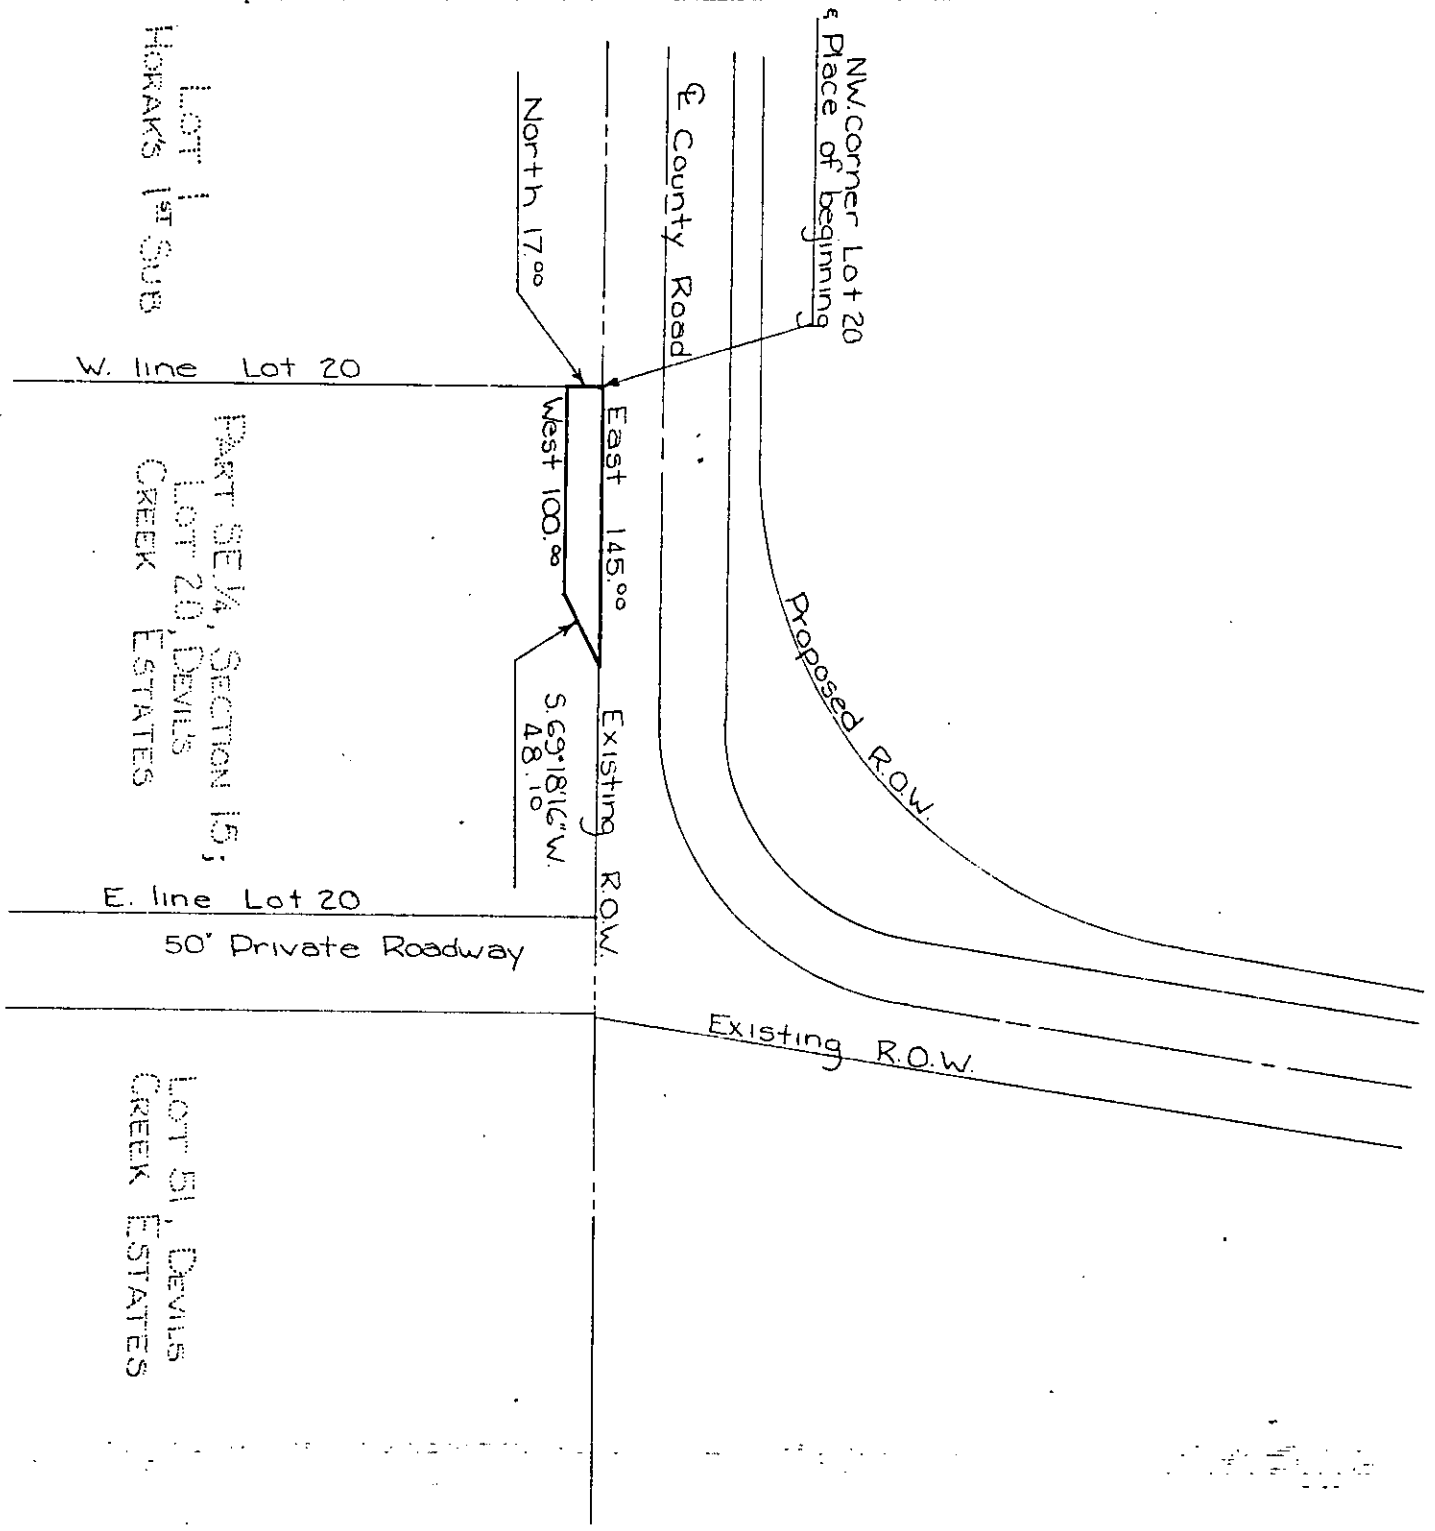 NW. corner Lot 20
& Place of beginning
℄ County Road
North 17.00
LOT 1
HORAK'S 1ST SUB
W. line Lot 20
East 145.00
West 100.00
Proposed R.O.W.
S. 69°18'16" W.
48.10
Existing R.O.W.
PART SE.1/4, SECTION 15;
LOT 20, DEVIL'S
CREEK ESTATES
E. line Lot 20
50' Private Roadway
Existing R.O.W.
LOT 51, DEVILS
CREEK ESTATES